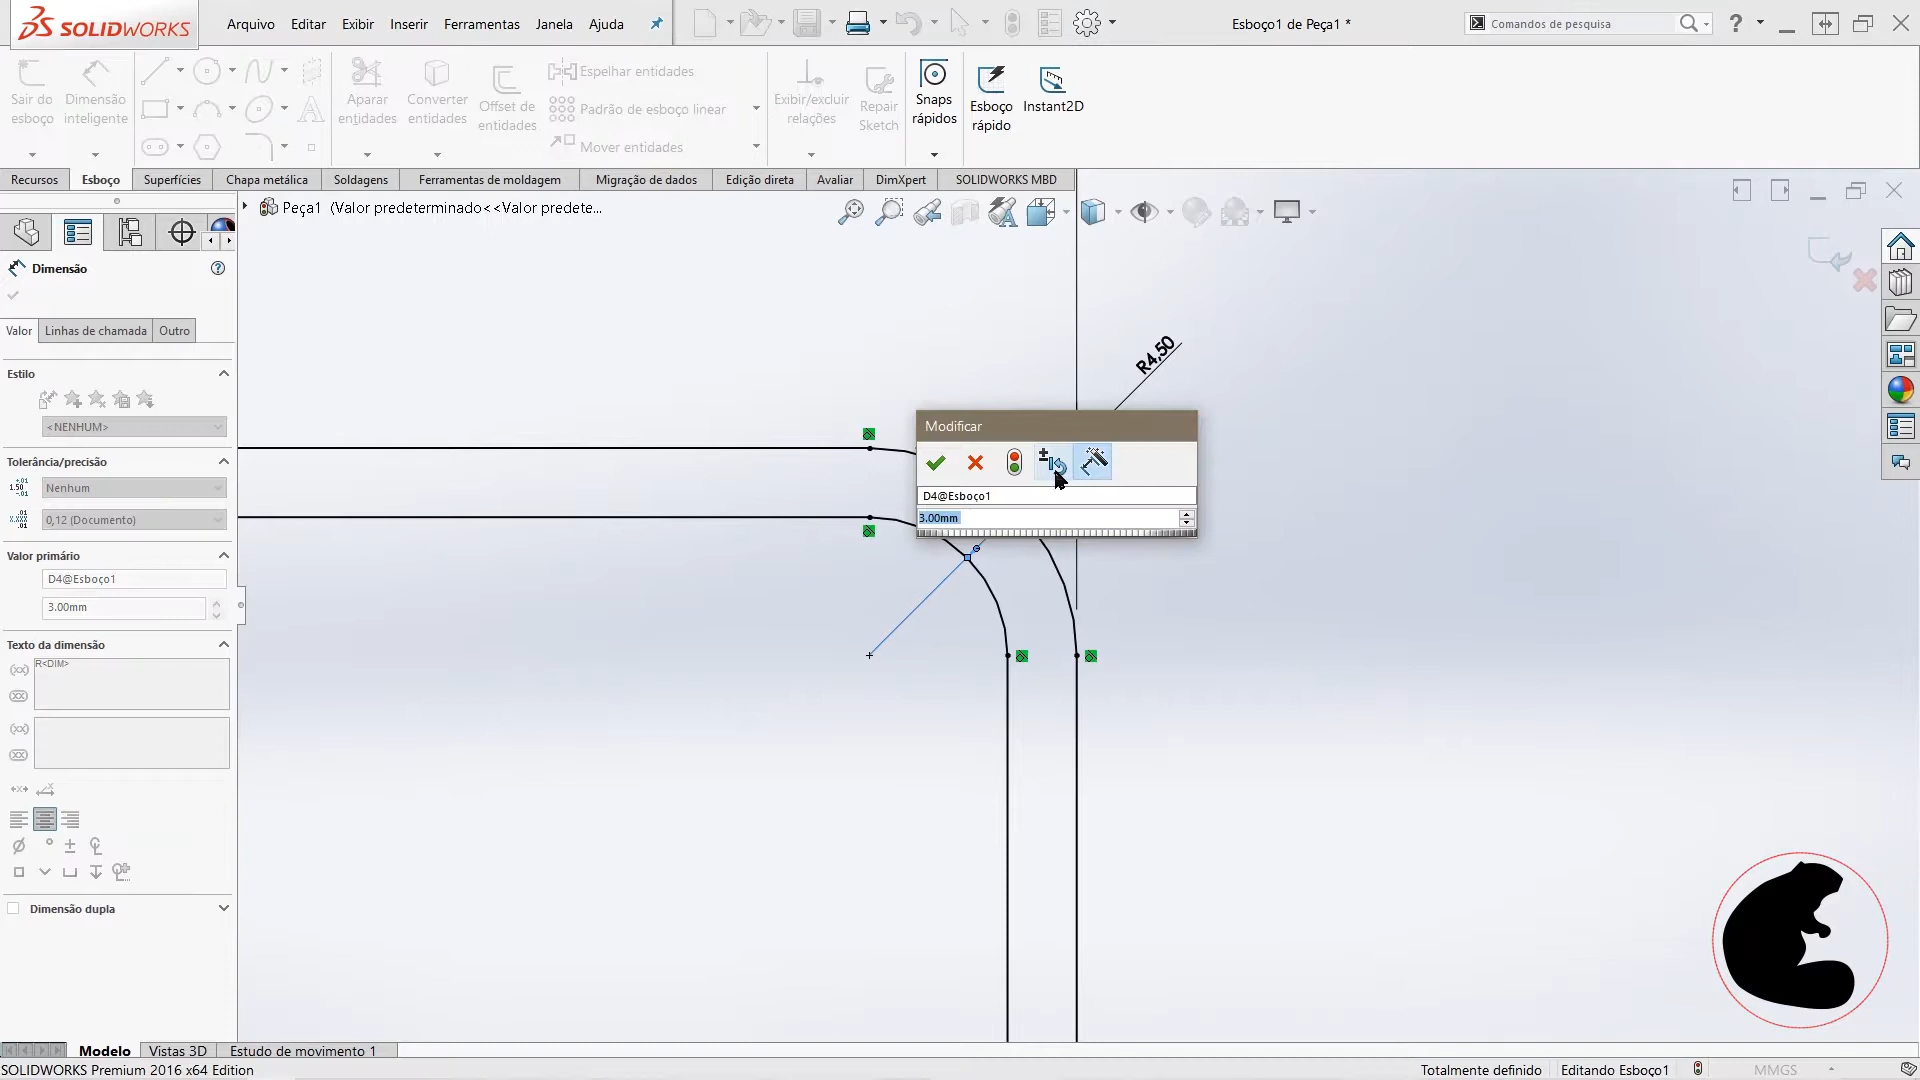 SOLIDWORKS
Arquivo Editar Exibir Inserir Ferramentas Janela Ajuda
Esboço1 de Peça1 *
Comandos de pesquisa
?
Sair do esboço
Dimensão inteligente
Aparar entidades
Converter entidades
Offset de entidades
Espelhar entidades
Padrão de esboço linear
Mover entidades
Exibir/excluir relações
Repair Sketch
Snaps rápidos
Esboço rápido
Instant2D
Recursos Esboço Superfícies Chapa metálica Soldagens Ferramentas de moldagem Migração de dados Edição direta Avaliar DimXpert SOLIDWORKS MBD
Peça1 (Valor predeterminado<<Valor predete...
Dimensão
Valor Linhas de chamada Outro
Estilo
<NENHUM>
Tolerância/precisão
Nenhum
0,12 (Documento)
Valor primário
D4@Esboço1
3.00mm
Texto da dimensão
R<DIM>
Dimensão dupla
R4,50
Modificar
D4@Esboço1
3.00mm
Modelo Vistas 3D Estudo de movimento 1
SOLIDWORKS Premium 2016 x64 Edition
Totalmente definido Editando Esboço1 MMGS